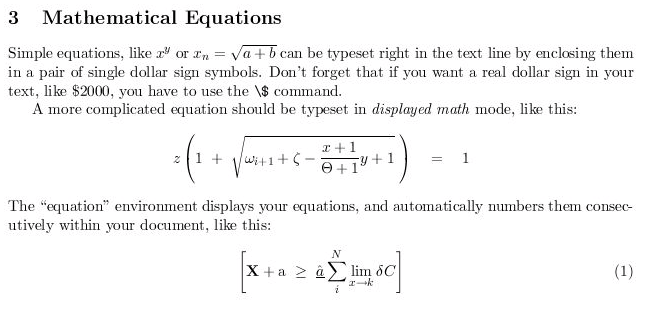 3 Mathematical Equations
Simple equations, like $x^y$ or $x_n = \sqrt{a + b}$ can be typeset right in the text line by enclosing them
in a pair of single dollar sign symbols. Don't forget that if you want a real dollar sign in your
text, like $2000, you have to use the \$ command.
A more complicated equation should be typeset in displayed math mode, like this:
$z \left( 1 + \sqrt{\omega_{i+1} + \zeta - \frac{x+1}{\Theta+1} y + 1} \right) = 1$
The “equation” environment displays your equations, and automatically numbers them consec-
utively within your document, like this:
$\left[ \mathbf{X} + \mathrm{a} \geq \underline{\hat{a}} \sum_i^N \lim_{x \to k} \delta C \right]$ (1)